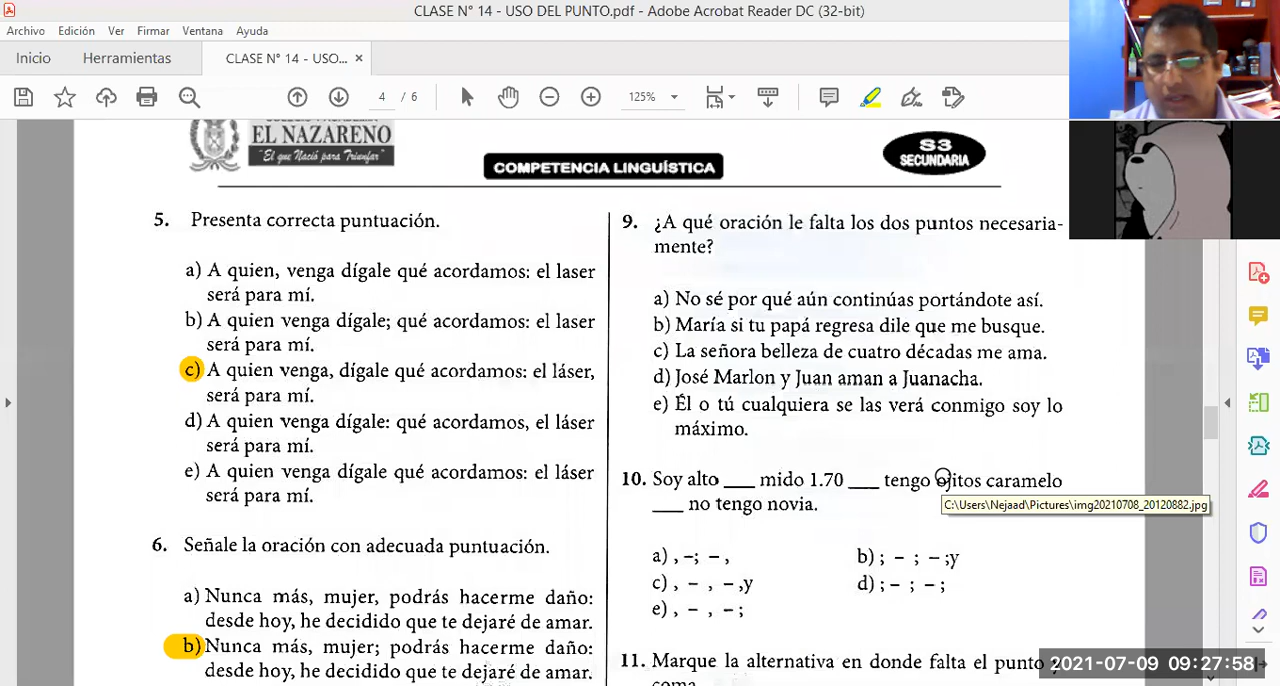 CLASE N° 14 - USO DEL PUNTO.pdf - Adobe Acrobat Reader DC (32-bit)
Archivo Edición Ver Firmar Ventana Ayuda
Inicio Herramientas CLASE N° 14 - USO... ×
4 / 6 125%
EL NAZARENO
"El que Nació para Triunfar"
COMPETENCIA LINGUÍSTICA
S3
SECUNDARIA
5. Presenta correcta puntuación.
a) A quien, venga dígale qué acordamos: el laser
será para mí.
b) A quien venga dígale; qué acordamos: el laser
será para mí.
c) A quien venga, dígale qué acordamos: el láser,
será para mí.
d) A quien venga dígale: qué acordamos, el láser
será para mí.
e) A quien venga dígale qué acordamos: el láser
será para mí.
6. Señale la oración con adecuada puntuación.
a) Nunca más, mujer, podrás hacerme daño:
desde hoy, he decidido que te dejaré de amar.
b) Nunca más, mujer; podrás hacerme daño:
desde hoy, he decidido que te dejaré de amar.
9. ¿A qué oración le falta los dos puntos necesaria-
mente?
a) No sé por qué aún continúas portándote así.
b) María si tu papá regresa dile que me busque.
c) La señora belleza de cuatro décadas me ama.
d) José Marlon y Juan aman a Juanacha.
e) Él o tú cualquiera se las verá conmigo soy lo
máximo.
10. Soy alto ___ mido 1.70 ___ tengo ojitos caramelo
___ no tengo novia.
C:\Users\Nejaad\Pictures\img20210708_20120882.jpg
a) , –; – , b) ; – ; – ;y
c) , – , – ,y d) ; – ; – ;
e) , – , – ;
11. Marque la alternativa en donde falta el punto y
coma.
2021-07-09 09:27:58